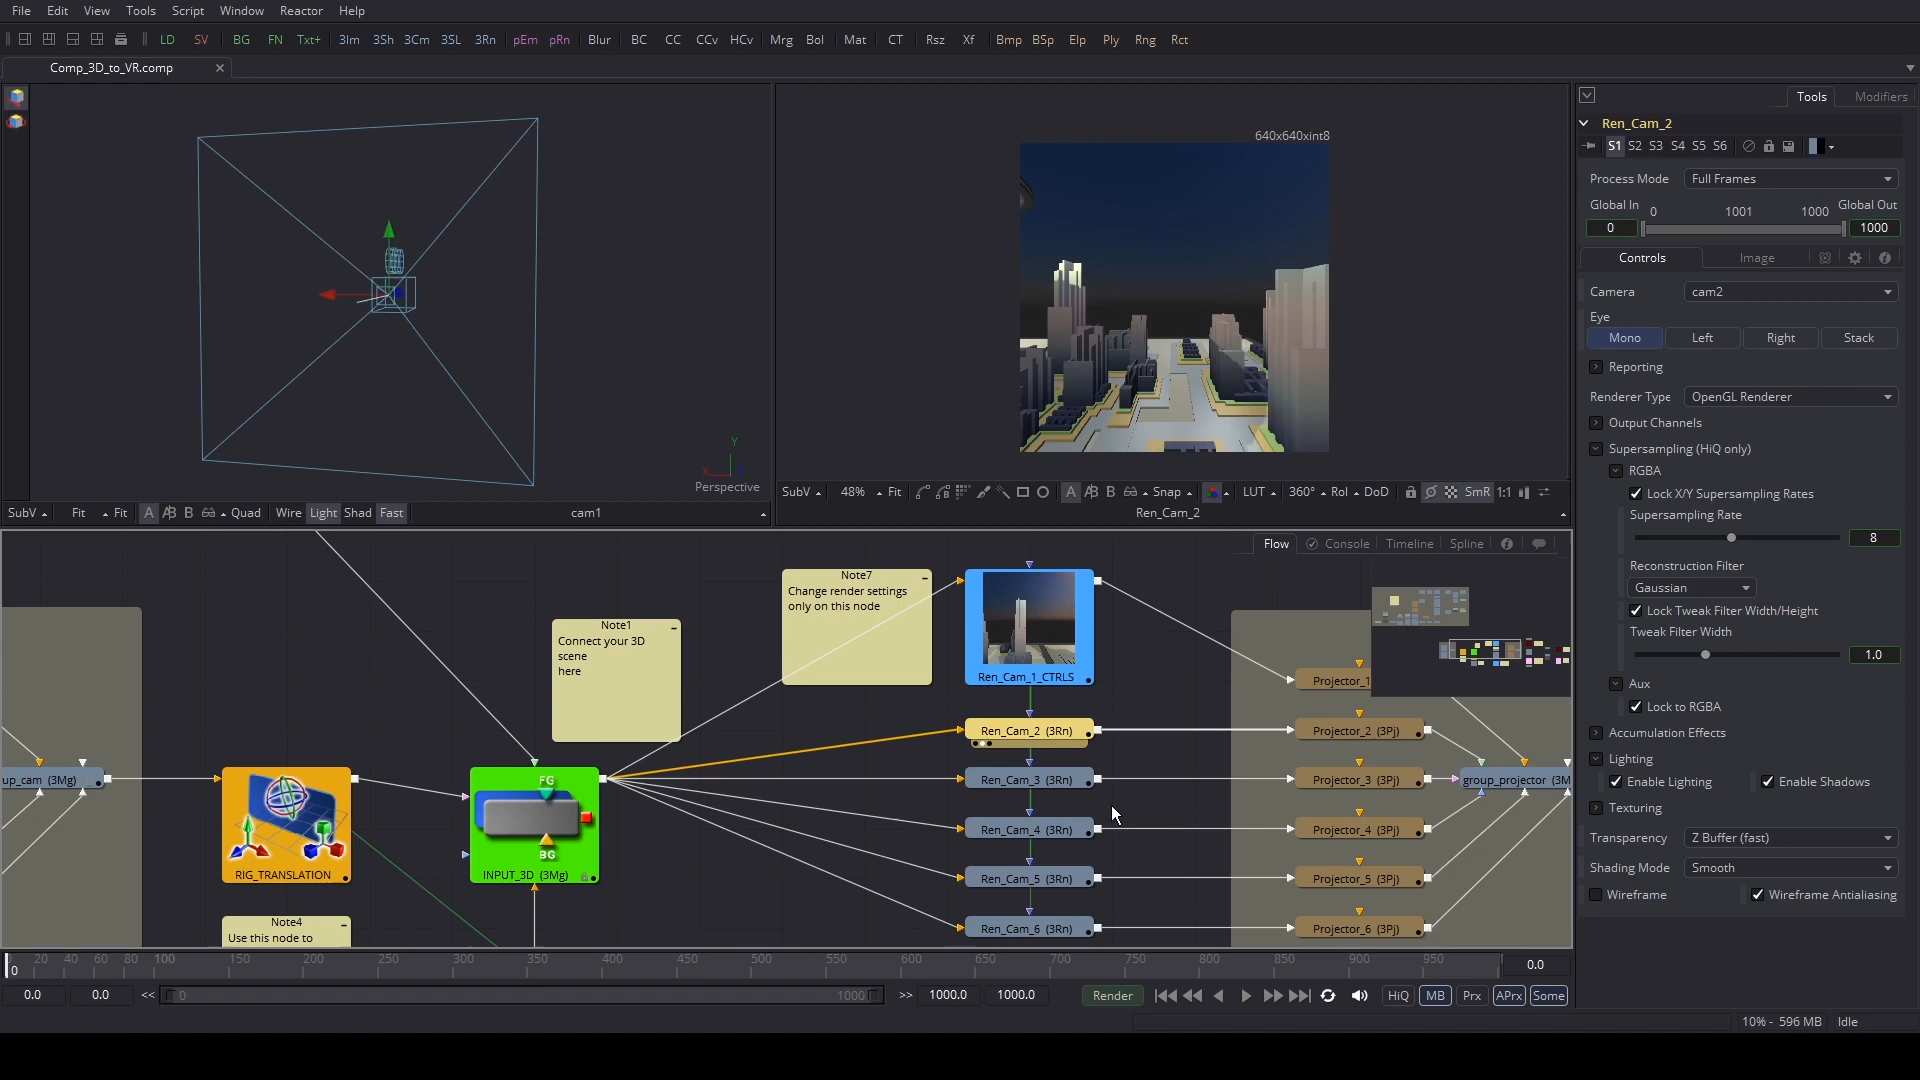 File Edit View Tools Script Window Reactor Help
LD SV BG FN Txt+ 3Im 3Sh 3Cm 3SL 3Rn pEm pRn Blur BC CC CCv HCv Mrg Bol Mat CT Rsz Xf Bmp BSp Elp Ply Rng Rct
Comp_3D_to_VR.comp
Y
X
Perspective
SubV Fit Fit A B Quad Wire Light Shad Fast cam1
640x640xint8
SubV 48% Fit A B Snap LUT 360° RoI DoD SmR 1:1
Ren_Cam_2
Flow Console Timeline Spline
Note7
Change render settings
only on this node
Note1
Connect your 3D
scene
here
Ren_Cam_1_CTRLS
Projector_1
Ren_Cam_2 (3Rn)
Projector_2 (3Pj)
up_cam (3Mg)
FG
BG
Ren_Cam_3 (3Rn)
Projector_3 (3Pj)
group_projector (3M
Ren_Cam_4 (3Rn)
Projector_4 (3Pj)
RIG_TRANSLATION
INPUT_3D (3Mg)
Ren_Cam_5 (3Rn)
Projector_5 (3Pj)
Note4
Use this node to
Ren_Cam_6 (3Rn)
Projector_6 (3Pj)
0 20 40 60 80 100 150 200 250 300 350 400 450 500 550 600 650 700 750 800 850 900 950 0.0
0.0 0.0 << 0 1000 >> 1000.0 1000.0 Render HiQ MB Prx APrx Some
10% - 596 MB Idle
Tools Modifiers
Ren_Cam_2
S1 S2 S3 S4 S5 S6
Process Mode Full Frames
Global In 0 1001 1000 Global Out
0 1000
Controls Image
Camera cam2
Eye
Mono Left Right Stack
Reporting
Renderer Type OpenGL Renderer
Output Channels
Supersampling (HiQ only)
RGBA
Lock X/Y Supersampling Rates
Supersampling Rate
8
Reconstruction Filter
Gaussian
Lock Tweak Filter Width/Height
Tweak Filter Width
1.0
Aux
Lock to RGBA
Accumulation Effects
Lighting
Enable Lighting Enable Shadows
Texturing
Transparency Z Buffer (fast)
Shading Mode Smooth
Wireframe Wireframe Antialiasing